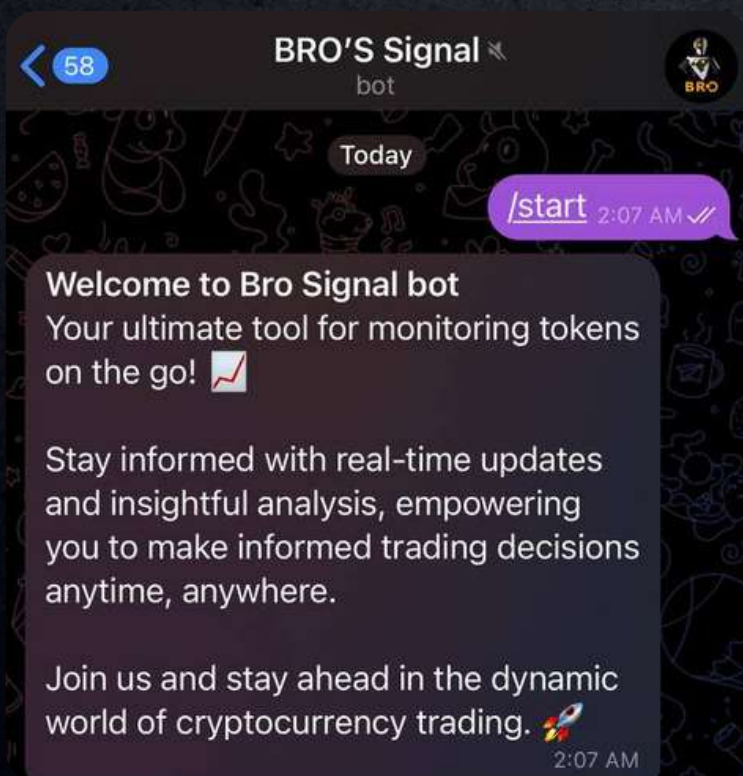 58
BRO'S Signal
bot
BRO
Today
/start 2:07 AM
Welcome to Bro Signal bot
Your ultimate tool for monitoring tokens
on the go! 📈
Stay informed with real-time updates
and insightful analysis, empowering
you to make informed trading decisions
anytime, anywhere.
Join us and stay ahead in the dynamic
world of cryptocurrency trading. 🚀
2:07 AM